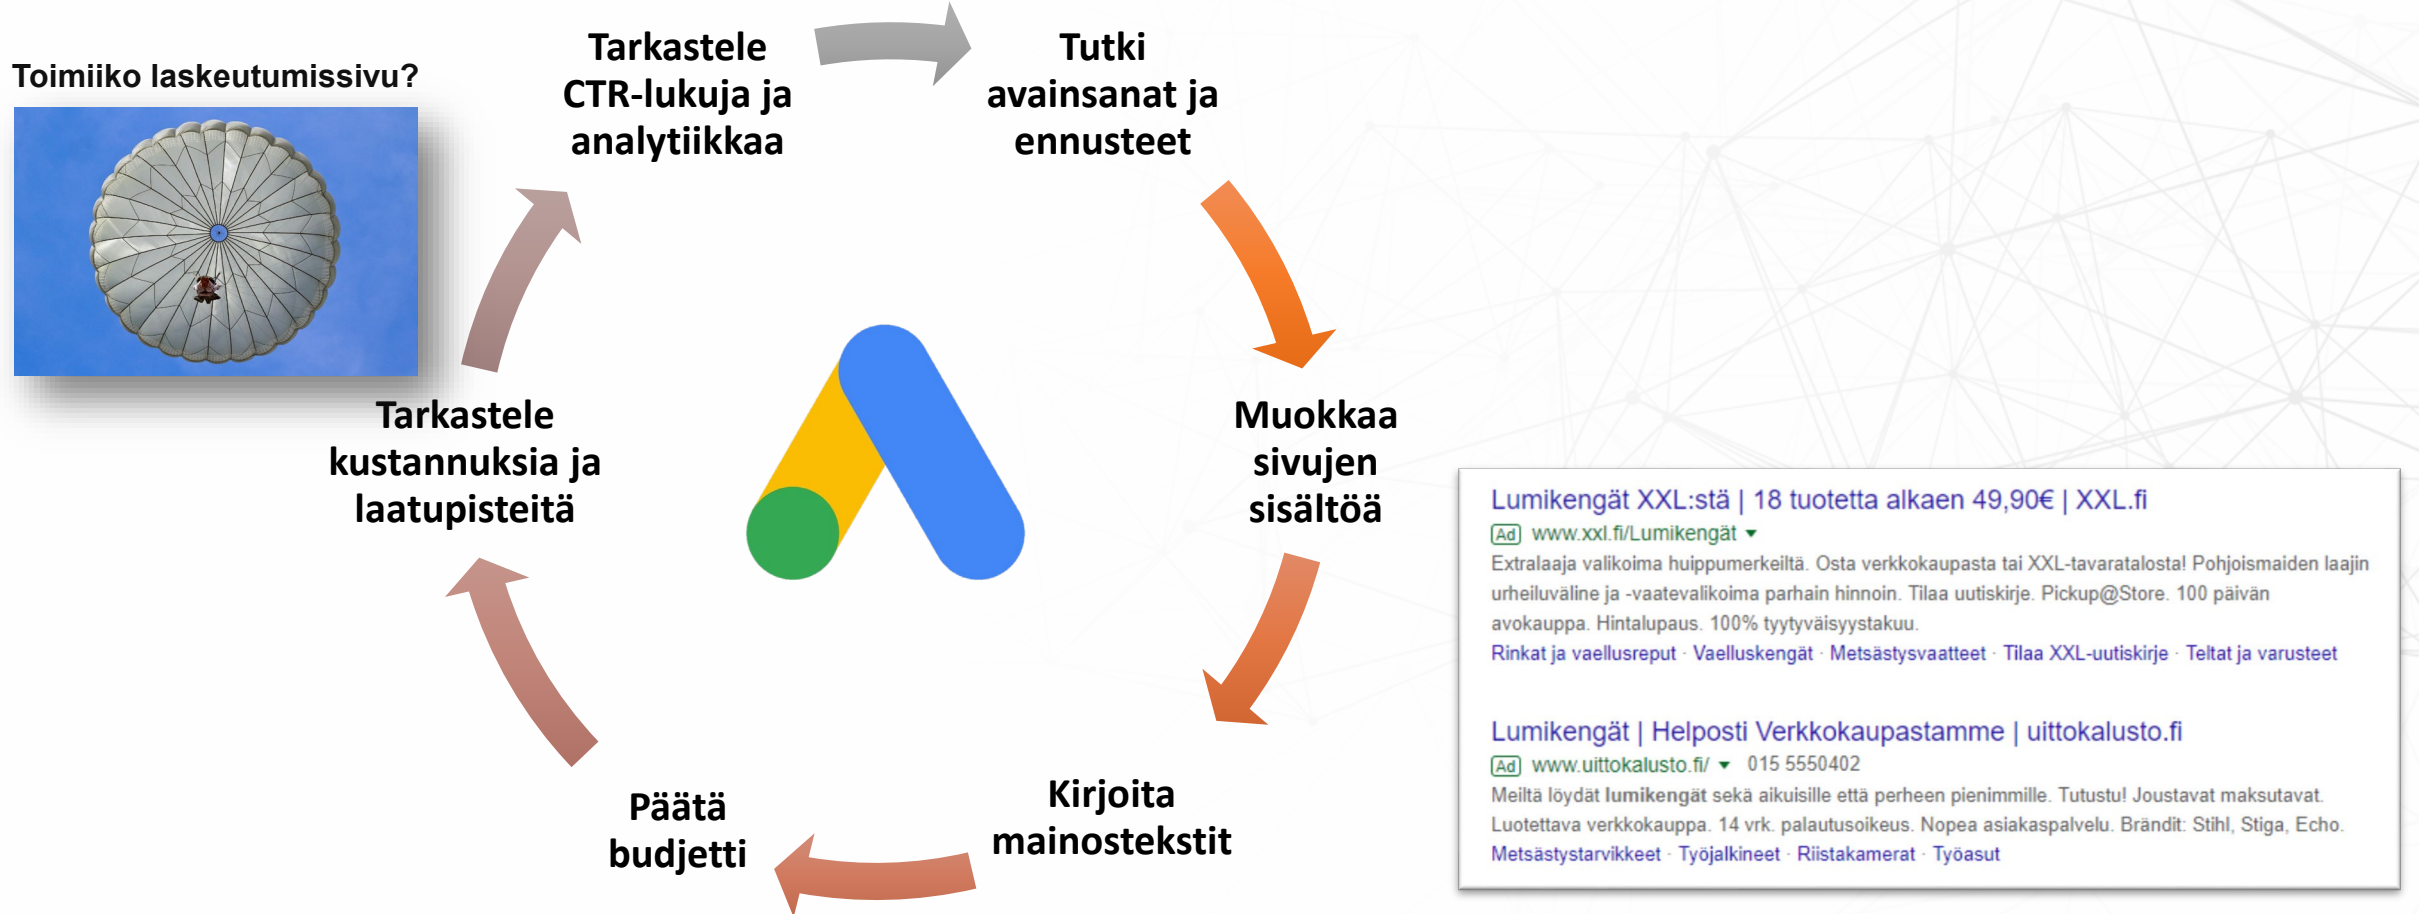 Toimiiko laskeutumissivu?
Tarkastele
CTR-lukuja ja
analytiikkaa
Tutki
avainsanat ja
ennusteet
Muokkaa
sivujen
sisältöä
Kirjoita
mainostekstit
Päätä
budjetti
Tarkastele
kustannuksia ja
laatupisteitä
Lumikengät XXL:stä | 18 tuotetta alkaen 49,90€ | XXL.fi
Ad www.xxl.fi/Lumikengät
Extralaaja valikoima huippumerkeiltä. Osta verkkokaupasta tai XXL-tavaratalosta! Pohjoismaiden laajin
urheiluväline ja -vaatevalikoima parhain hinnoin. Tilaa uutiskirje. Pickup@Store. 100 päivän
avokauppa. Hintalupaus. 100% tyytyväisyystakuu.
Rinkat ja vaellusreput · Vaelluskengät · Metsästysvaatteet · Tilaa XXL-uutiskirje · Teltat ja varusteet
Lumikengät | Helposti Verkkokaupastamme | uittokalusto.fi
Ad www.uittokalusto.fi/ 015 5550402
Meiltä löydät lumikengät sekä aikuisille että perheen pienimmille. Tutustu! Joustavat maksutavat.
Luotettava verkkokauppa. 14 vrk. palautusoikeus. Nopea asiakaspalvelu. Brändit: Stihl, Stiga, Echo.
Metsästystarvikkeet · Työjalkineet · Riistakamerat · Työasut